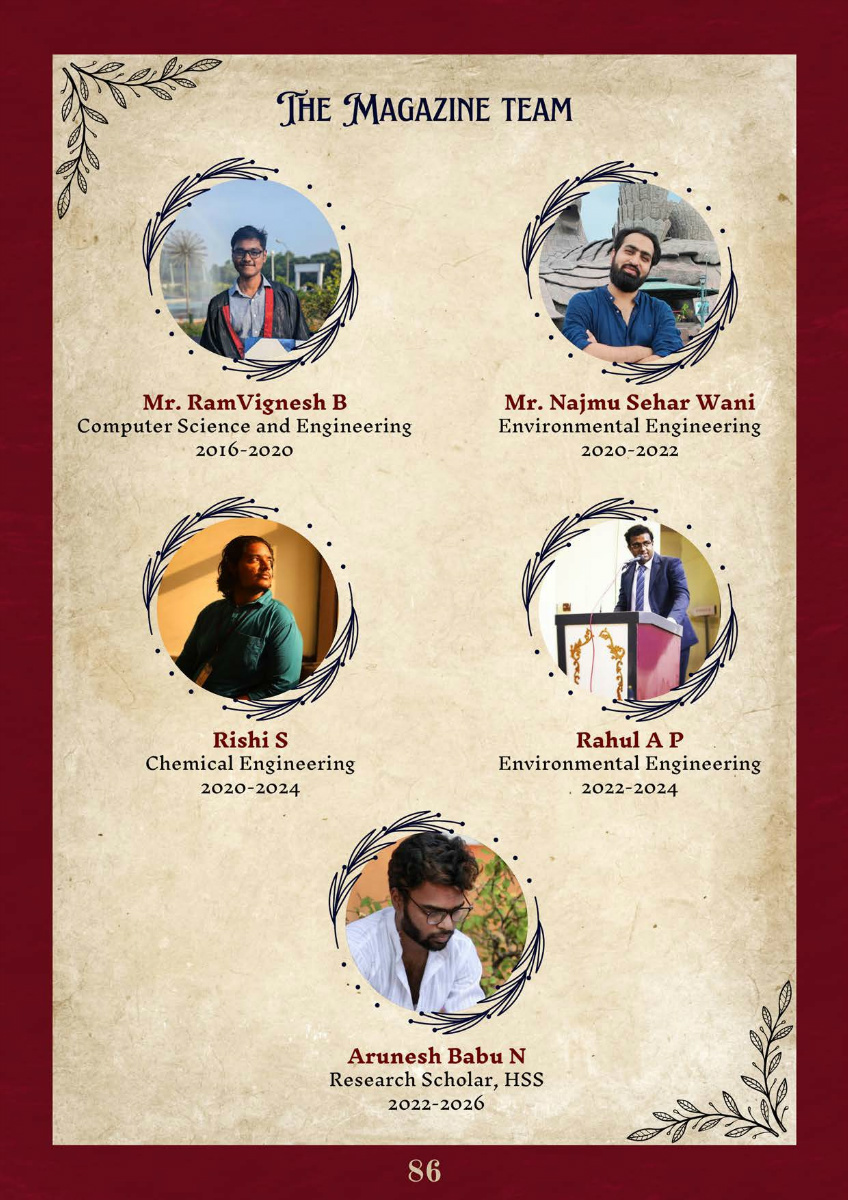 The Magazine team
Mr. RamVignesh B
Computer Science and Engineering
2016-2020
Mr. Najmu Sehar Wani
Environmental Engineering
2020-2022
Rishi S
Chemical Engineering
2020-2024
Rahul A P
Environmental Engineering
2022-2024
Arunesh Babu N
Research Scholar, HSS
2022-2026
86